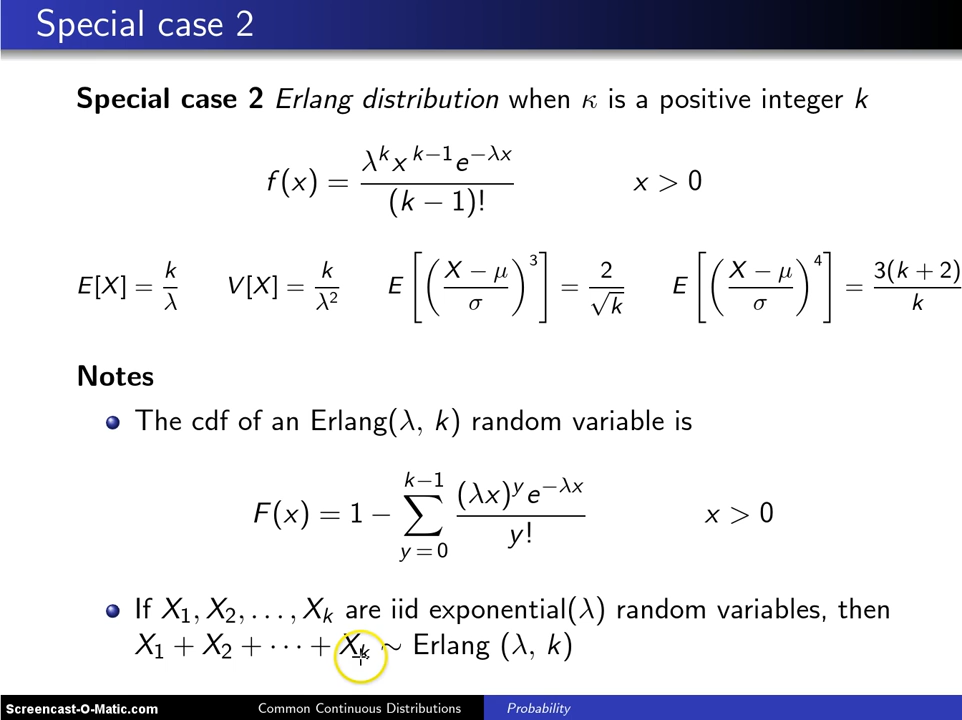 Special case 2
Special case 2 Erlang distribution when κ is a positive integer k
f(x) = λ^k x^{k−1} e^{−λx} / (k − 1)! x > 0
E[X] = k/λ V[X] = k/λ² E[((X − μ)/σ)³] = 2/√k E[((X − μ)/σ)⁴] = 3(k + 2)/k
Notes
The cdf of an Erlang(λ, k) random variable is
F(x) = 1 − ∑_{y=0}^{k−1} (λx)^y e^{−λx} / y! x > 0
If X₁, X₂, . . . , X_k are iid exponential(λ) random variables, then
X₁ + X₂ + · · · + X_k ∼ Erlang (λ, k)
Screencast-O-Matic.com Common Continuous Distributions Probability